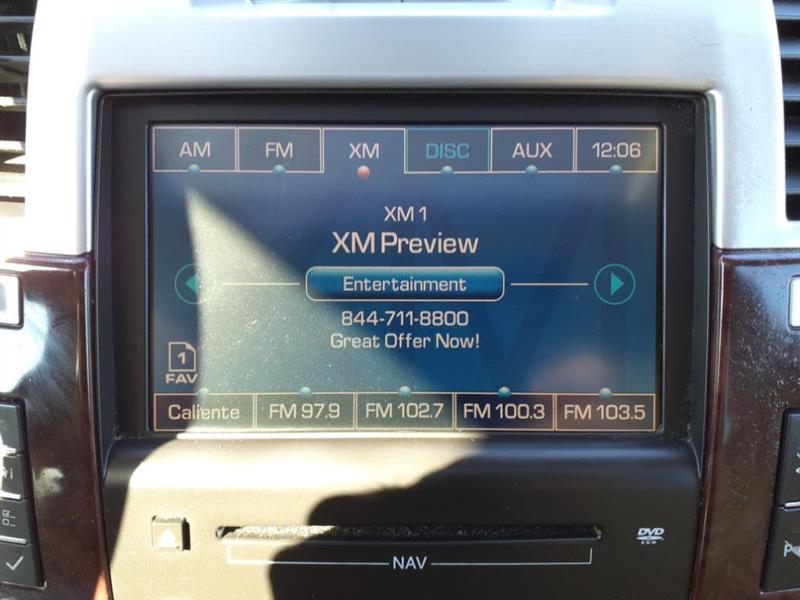 AM FM XM DISC AUX 12:06
XM 1
XM Preview
Entertainment
844-711-8800
Great Offer Now!
1
FAV
Caliente FM 97.9 FM 102.7 FM 100.3 FM 103.5
DVD
ROM
NAV